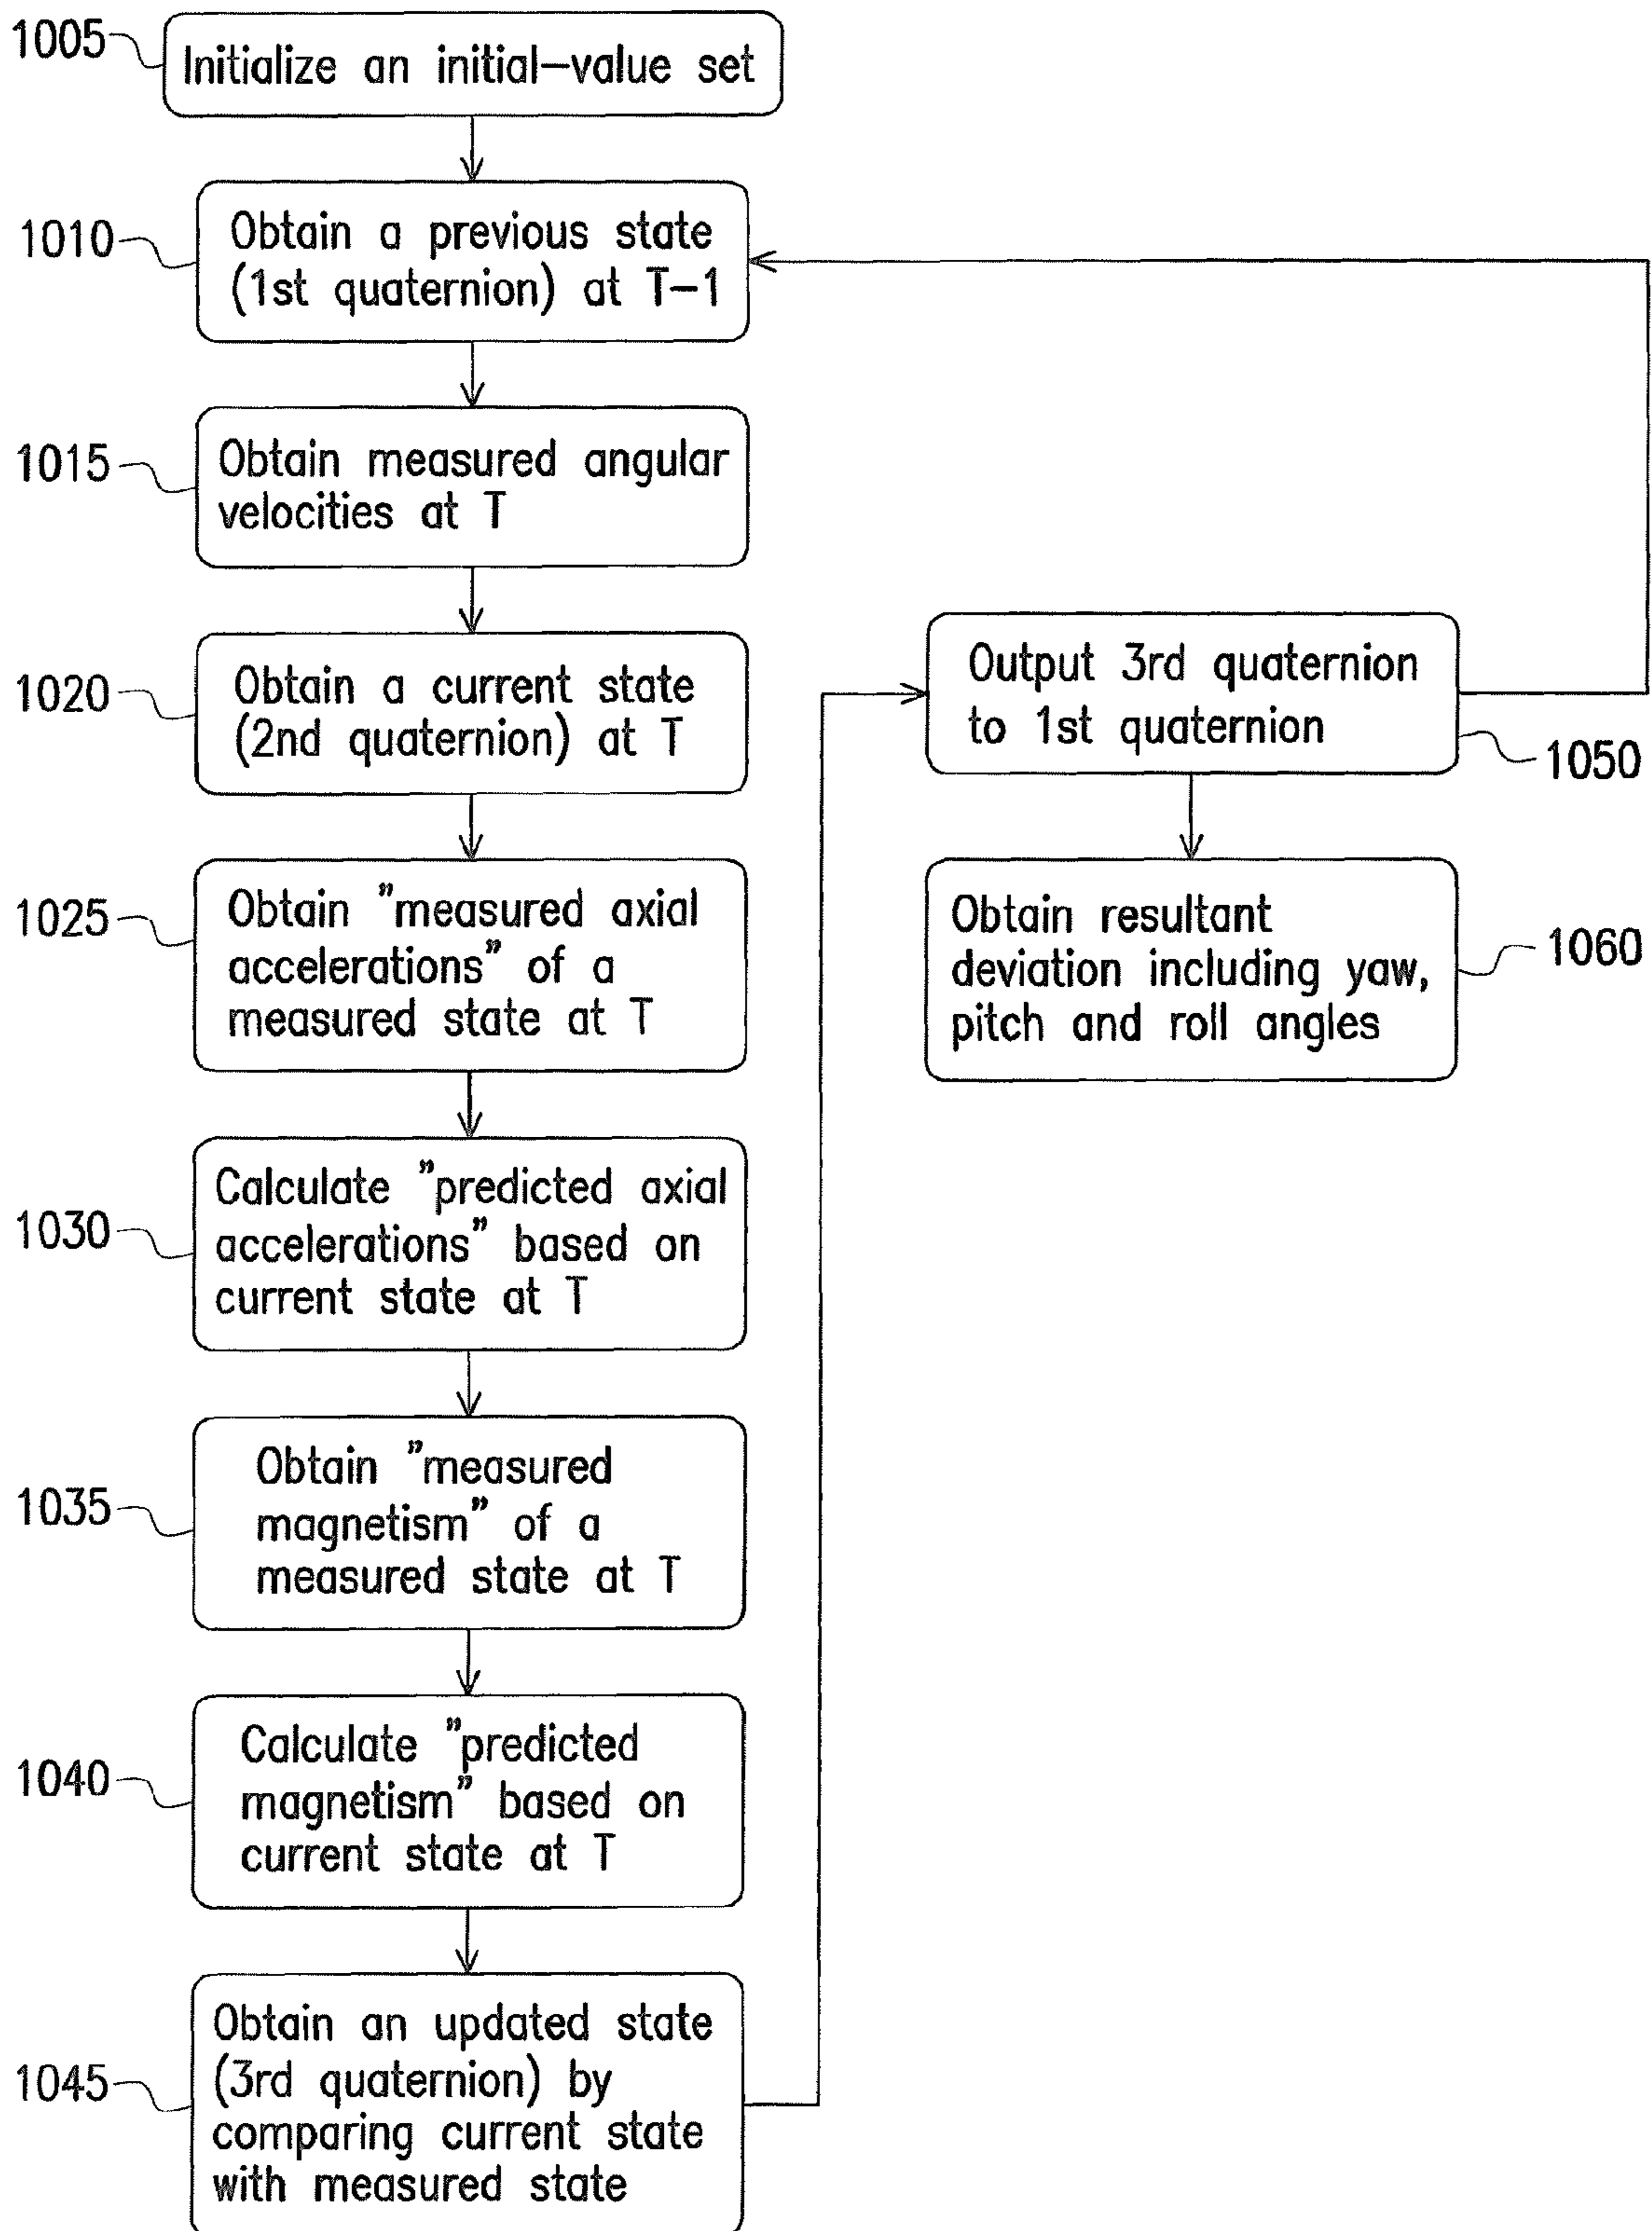 1005
Initialize an initial-value set
1010
Obtain a previous state
(1st quaternion) at T-1
1015
Obtain measured angular
velocities at T
1020
Obtain a current state
(2nd quaternion) at T
1025
Obtain "measured axial
accelerations" of a
measured state at T
1030
Calculate "predicted axial
accelerations" based on
current state at T
1035
Obtain "measured
magnetism" of a
measured state at T
1040
Calculate "predicted
magnetism" based on
current state at T
1045
Obtain an updated state
(3rd quaternion) by
comparing current state
with measured state
Output 3rd quaternion
to 1st quaternion
1050
Obtain resultant
deviation including yaw,
pitch and roll angles
1060